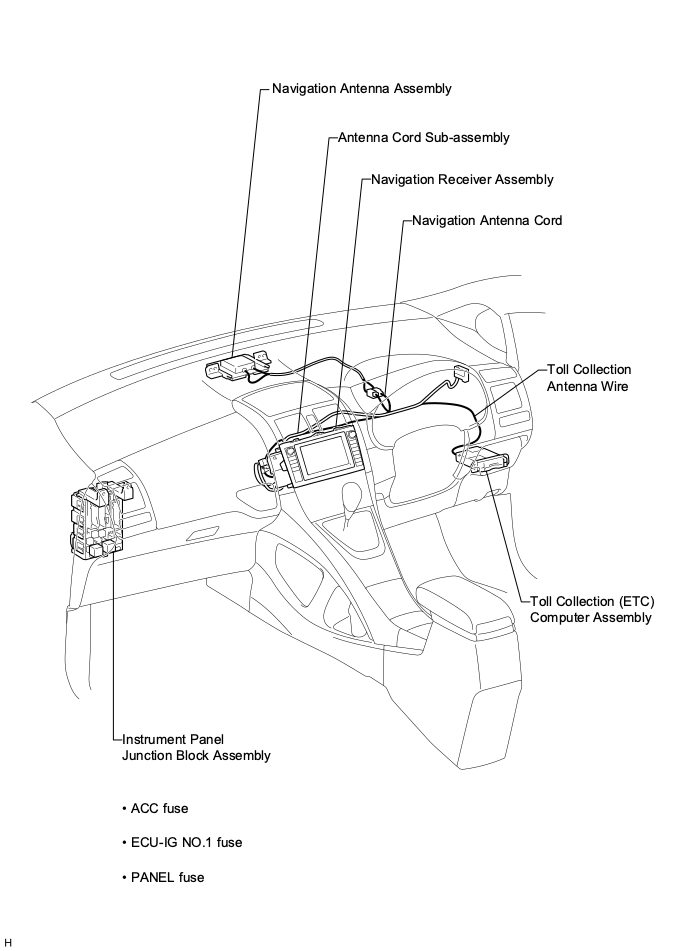 Navigation Antenna Assembly
Antenna Cord Sub-assembly
Navigation Receiver Assembly
Navigation Antenna Cord
Toll Collection
Antenna Wire
Toll Collection (ETC)
Computer Assembly
Instrument Panel
Junction Block Assembly
• ACC fuse
• ECU-IG NO.1 fuse
• PANEL fuse
H